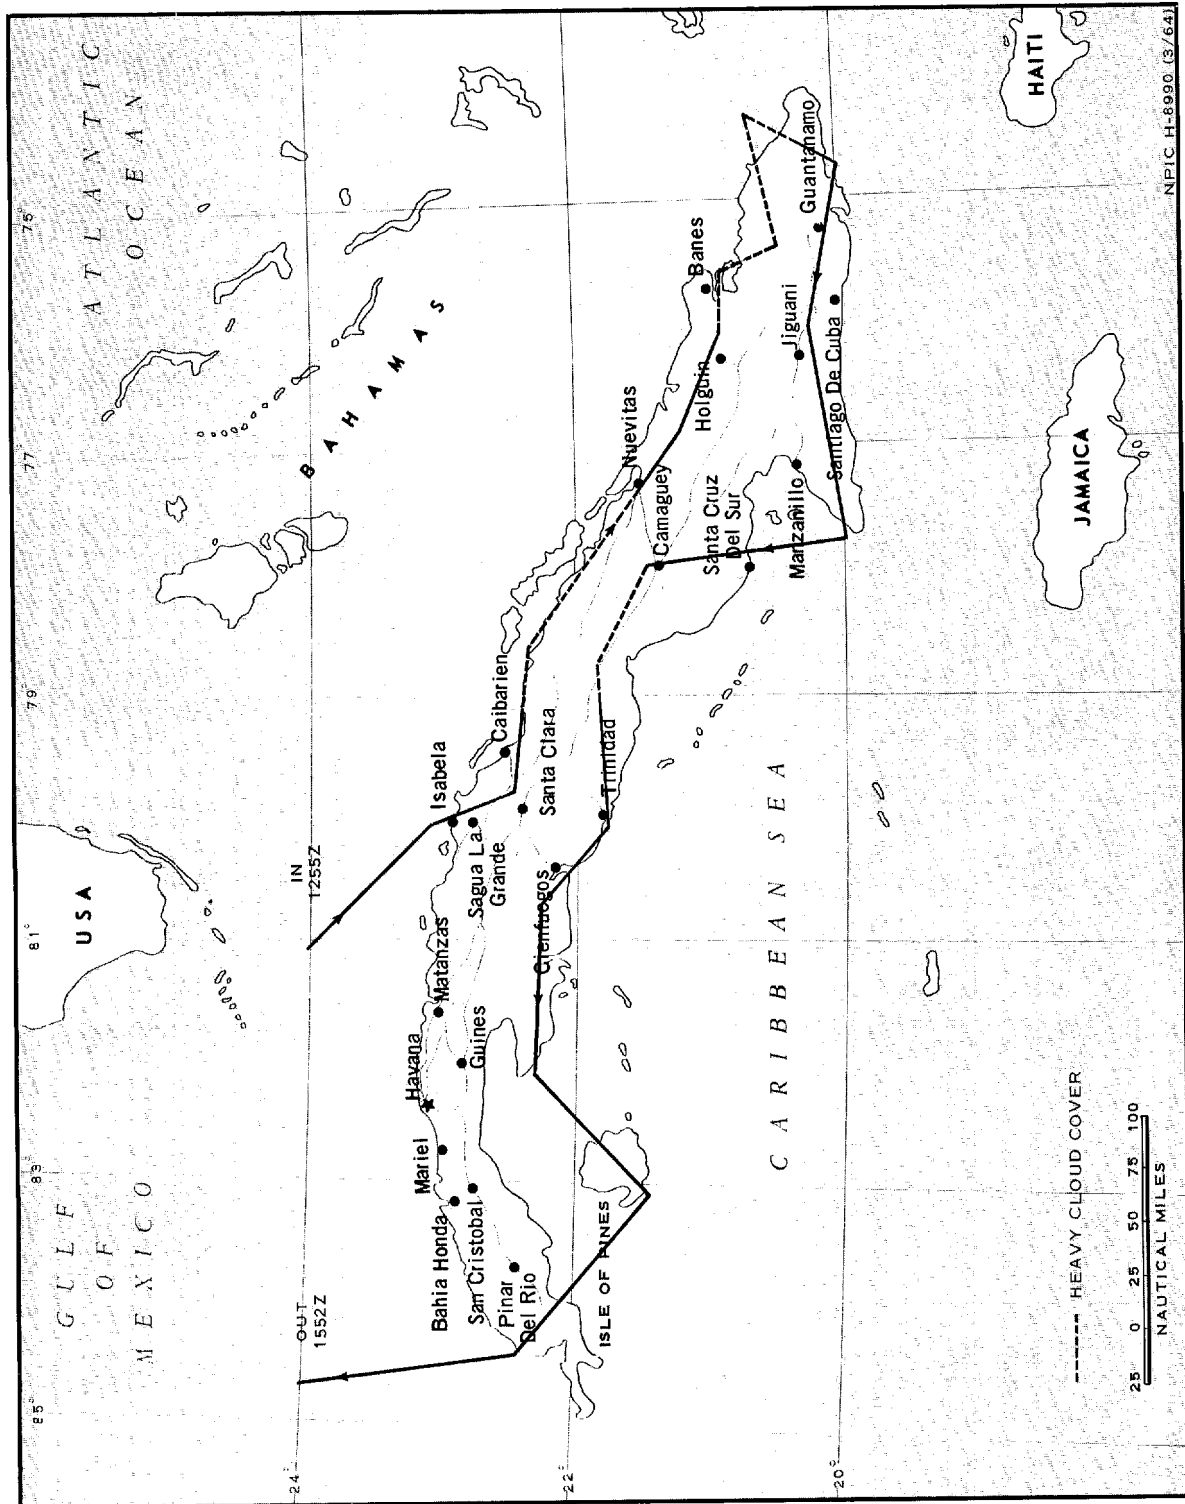 GULF
OF
MEXICO
USA
ATLANTIC
OCEAN
BAHAMAS
85°
83°
81°
79°
77°
75°
24°
22°
20°
OUT
1552Z
IN
1255Z
Havana
Mariel
Bahia Honda
San Cristobal
Pinar
Del Rio
Matanzas
Guines
Isabela
Sagua La
Grande
Caibarien
Santa Clara
Cienfuogos
Trinidad
Nuevitas
Camaguey
Santa Cruz
Del Sur
Manzanillo
Holguin
Banes
Jiguani
Santiago De Cuba
Guantanamo
ISLE OF PINES
CARIBBEAN SEA
JAMAICA
HAITI
HEAVY CLOUD COVER
25 0 25 50 75 100
NAUTICAL MILES
NPIC H-8990 (3/64)